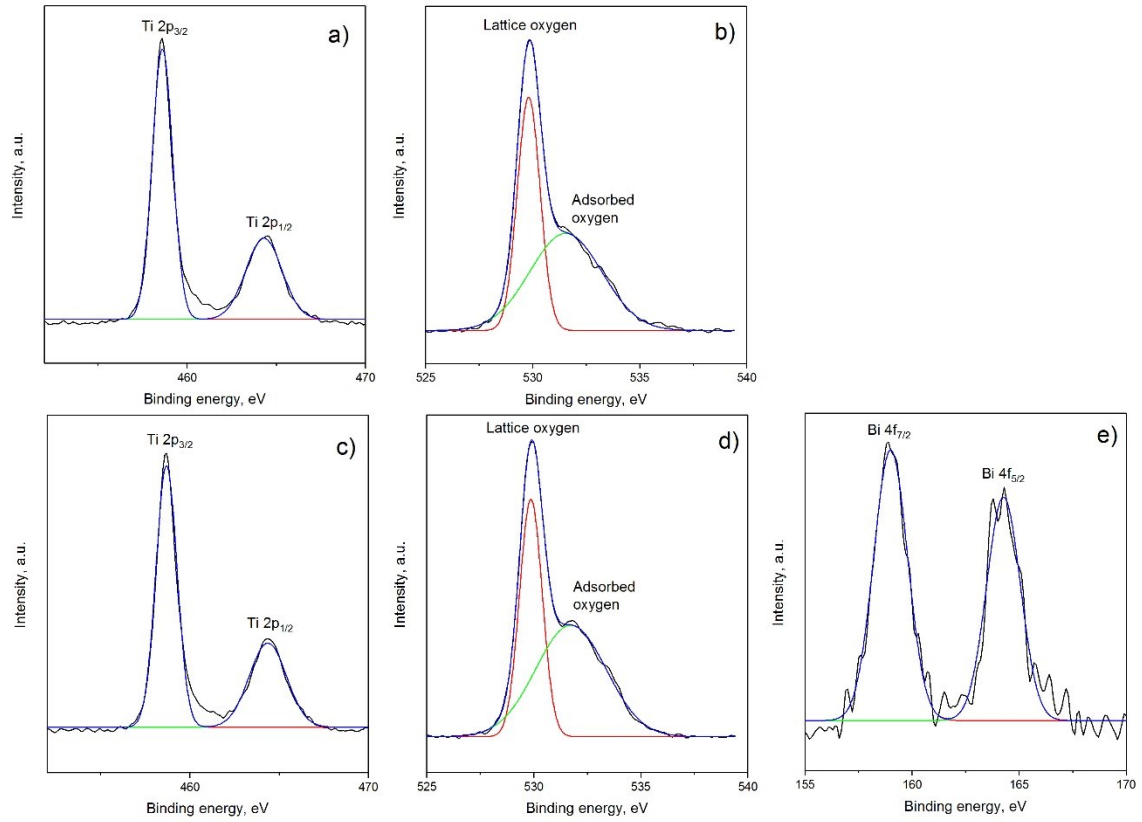 a)
Ti 2p3/2
Ti 2p1/2
Intensity, a.u.
460
470
Binding energy, eV
b)
Lattice oxygen
Adsorbed
oxygen
Intensity, a.u.
525
530
535
540
Binding energy, eV
c)
Ti 2p3/2
Ti 2p1/2
Intensity, a.u.
460
470
Binding energy, eV
d)
Lattice oxygen
Adsorbed
oxygen
Intensity, a.u.
525
530
535
540
Binding energy, eV
e)
Bi 4f7/2
Bi 4f5/2
Intensity, a.u.
155
160
165
170
Binding energy, eV